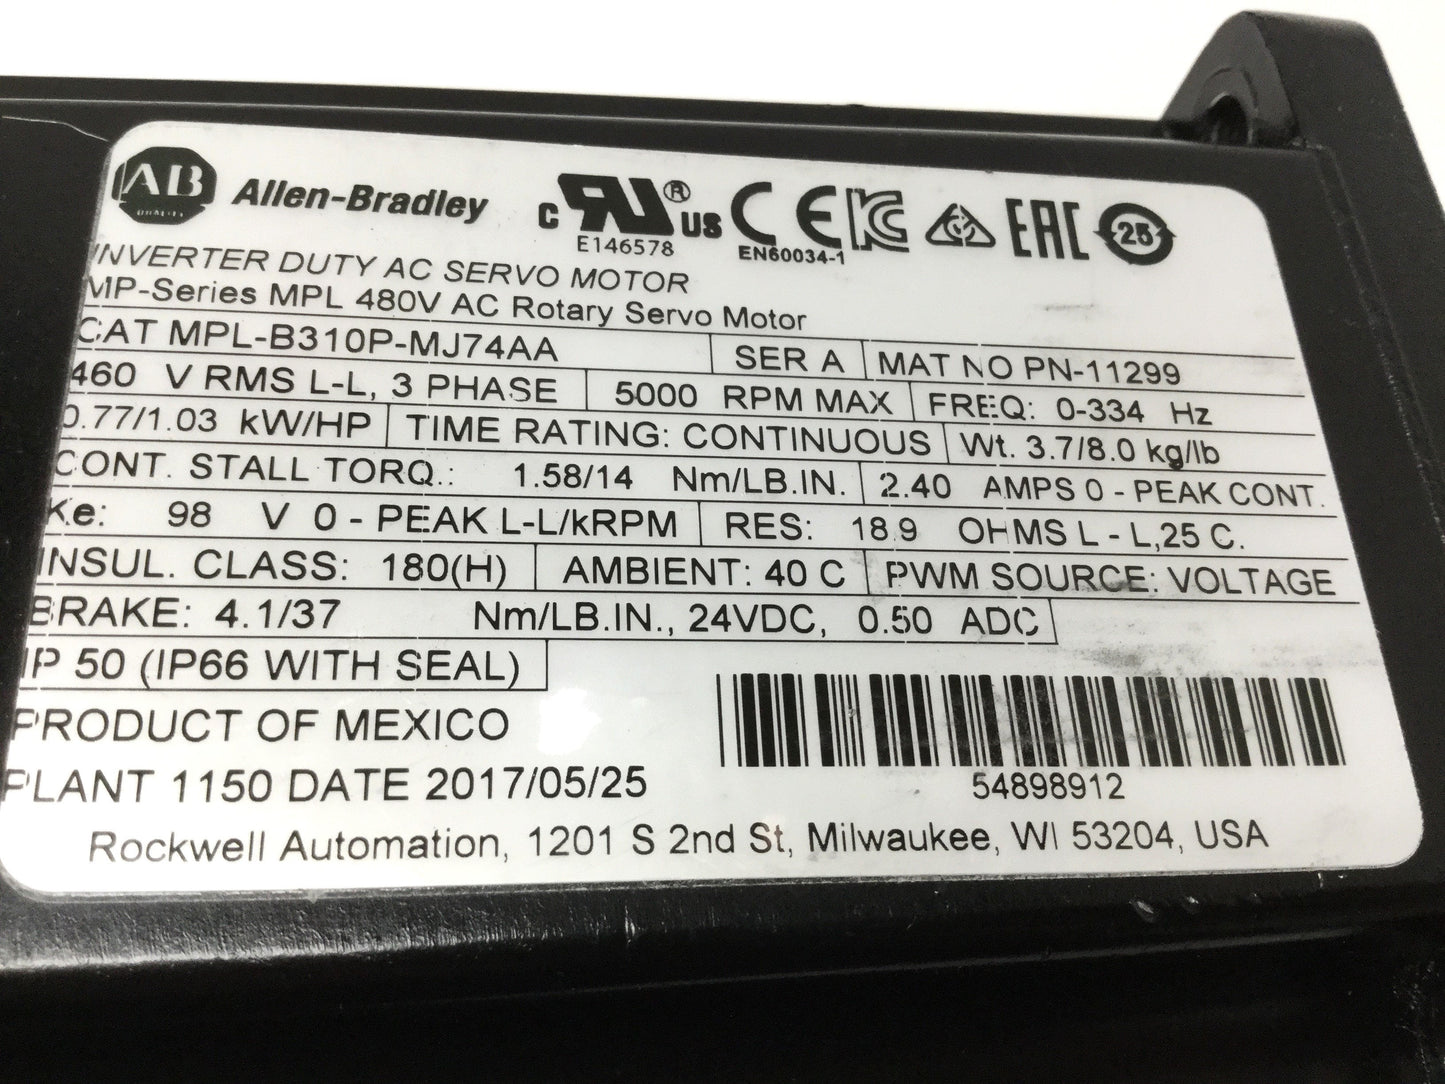 AB QUALITY Allen-Bradley c RU ® US CE KC EAC 25
E146578 EN60034-1
INVERTER DUTY AC SERVO MOTOR
MP-Series MPL 480V AC Rotary Servo Motor
CAT MPL-B310P-MJ74AA SER A MAT NO PN-11299
460 V RMS L-L, 3 PHASE 5000 RPM MAX FREQ: 0-334 Hz
0.77/1.03 kW/HP TIME RATING: CONTINUOUS Wt. 3.7/8.0 kg/lb
CONT. STALL TORQ.: 1.58/14 Nm/LB.IN. 2.40 AMPS 0 - PEAK CONT.
Ke: 98 V 0 - PEAK L-L/kRPM RES: 18.9 OHMS L - L,25 C.
INSUL. CLASS: 180(H) AMBIENT: 40 C PWM SOURCE: VOLTAGE
BRAKE: 4.1/37 Nm/LB.IN., 24VDC, 0.50 ADC
IP 50 (IP66 WITH SEAL)
PRODUCT OF MEXICO
PLANT 1150 DATE 2017/05/25
54898912
Rockwell Automation, 1201 S 2nd St, Milwaukee, WI 53204, USA